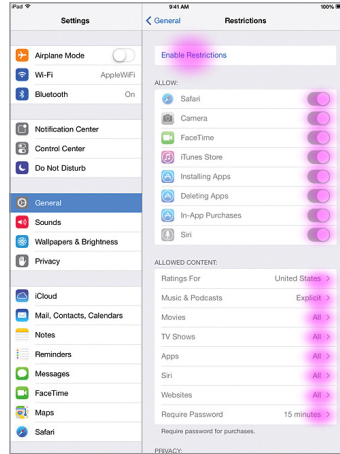 iPad
9:41 AM
100%
Settings
General
Restrictions
Airplane Mode
Wi-Fi
AppleWiFi
Bluetooth
On
Notification Center
Control Center
Do Not Disturb
General
Sounds
Wallpapers & Brightness
Privacy
iCloud
Mail, Contacts, Calendars
Notes
Reminders
Messages
FaceTime
Maps
Safari
Enable Restrictions
ALLOW:
Safari
Camera
FaceTime
iTunes Store
Installing Apps
Deleting Apps
In-App Purchases
Siri
ALLOWED CONTENT:
Ratings For
United States
Music & Podcasts
Explicit
Movies
All
TV Shows
All
Apps
All
Siri
All
Websites
All
Require Password
15 minutes
Require password for purchases.
PRIVACY: